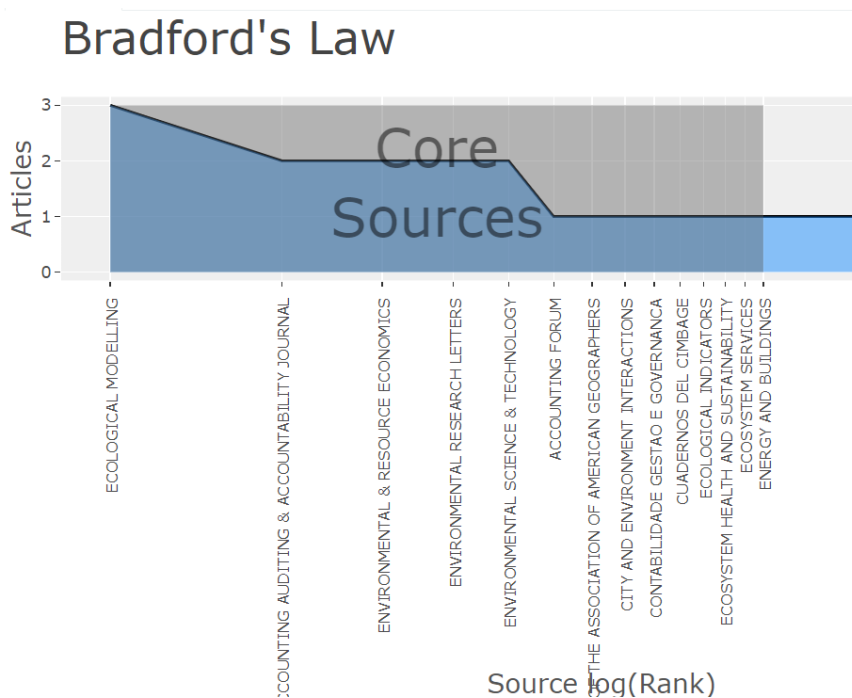 Bradford's Law
3
2
1
0
Articles
Core
Sources
ECOLOGICAL MODELLING
CCOUNTING AUDITING & ACCOUNTABILITY JOURNAL
ENVIRONMENTAL & RESOURCE ECONOMICS
ENVIRONMENTAL RESEARCH LETTERS
ENVIRONMENTAL SCIENCE & TECHNOLOGY
ACCOUNTING FORUM
OF THE ASSOCIATION OF AMERICAN GEOGRAPHERS
CITY AND ENVIRONMENT INTERACTIONS
CONTABILIDADE GESTAO E GOVERNANCA
CUADERNOS DEL CIMBAGE
ECOLOGICAL INDICATORS
ECOSYSTEM HEALTH AND SUSTAINABILITY
ECOSYSTEM SERVICES
ENERGY AND BUILDINGS
Source log(Rank)